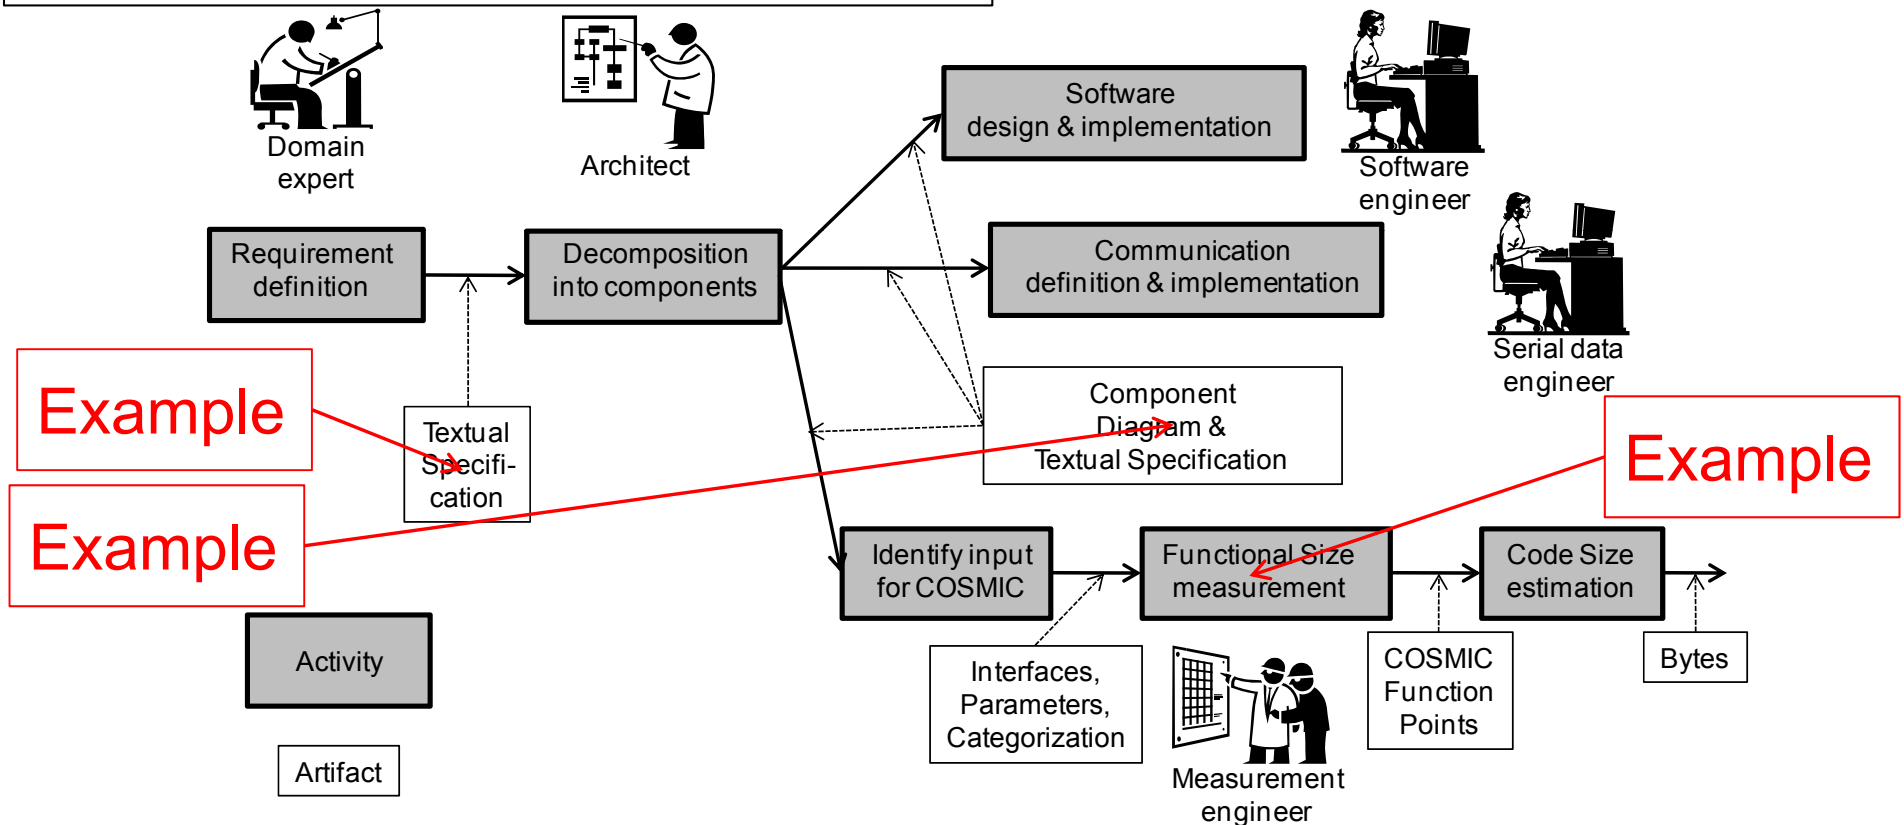 Domain
expert
Architect
Software
design & implementation
Software
engineer
Requirement
definition
Decomposition
into components
Communication
definition & implementation
Serial data
engineer
Example
Textual
Specifi-
cation
Component
Diagram &
Textual Specification
Example
Example
Identify input
for COSMIC
Functional Size
measurement
Code Size
estimation
Activity
Interfaces,
Parameters,
Categorization
COSMIC
Function
Points
Bytes
Artifact
Measurement
engineer